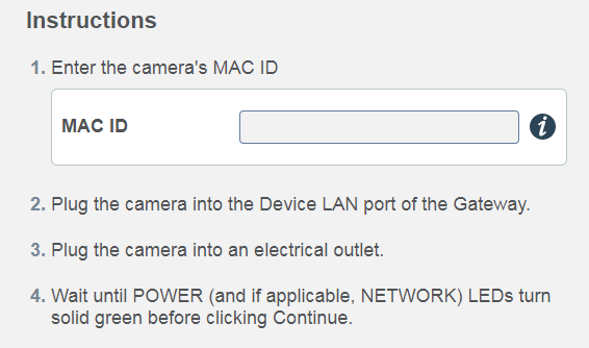 Instructions
1. Enter the camera's MAC ID
MAC ID
i
2. Plug the camera into the Device LAN port of the Gateway.
3. Plug the camera into an electrical outlet.
4. Wait until POWER (and if applicable, NETWORK) LEDs turn
solid green before clicking Continue.